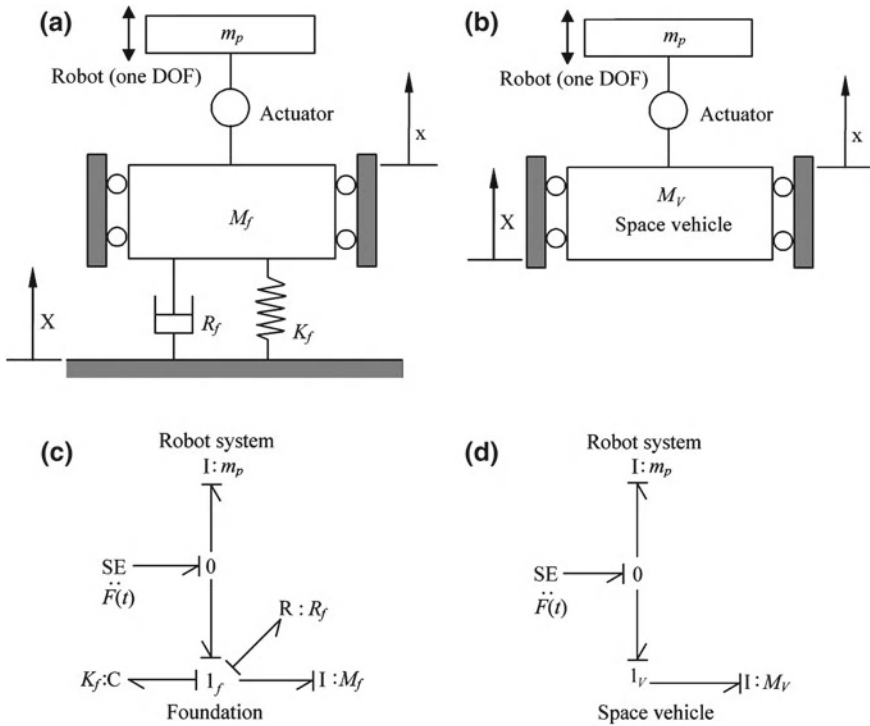 (a)
m_p
Robot (one DOF)
Actuator
x
M_f
X
R_f
K_f
(b)
m_p
Robot (one DOF)
Actuator
x
M_V
Space vehicle
X
(c)
Robot system
I : m_p
SE
0
F̈(t)
R : R_f
K_f:C
1_f
I : M_f
Foundation
(d)
Robot system
I : m_p
SE
0
F̈(t)
1_V
I : M_V
Space vehicle